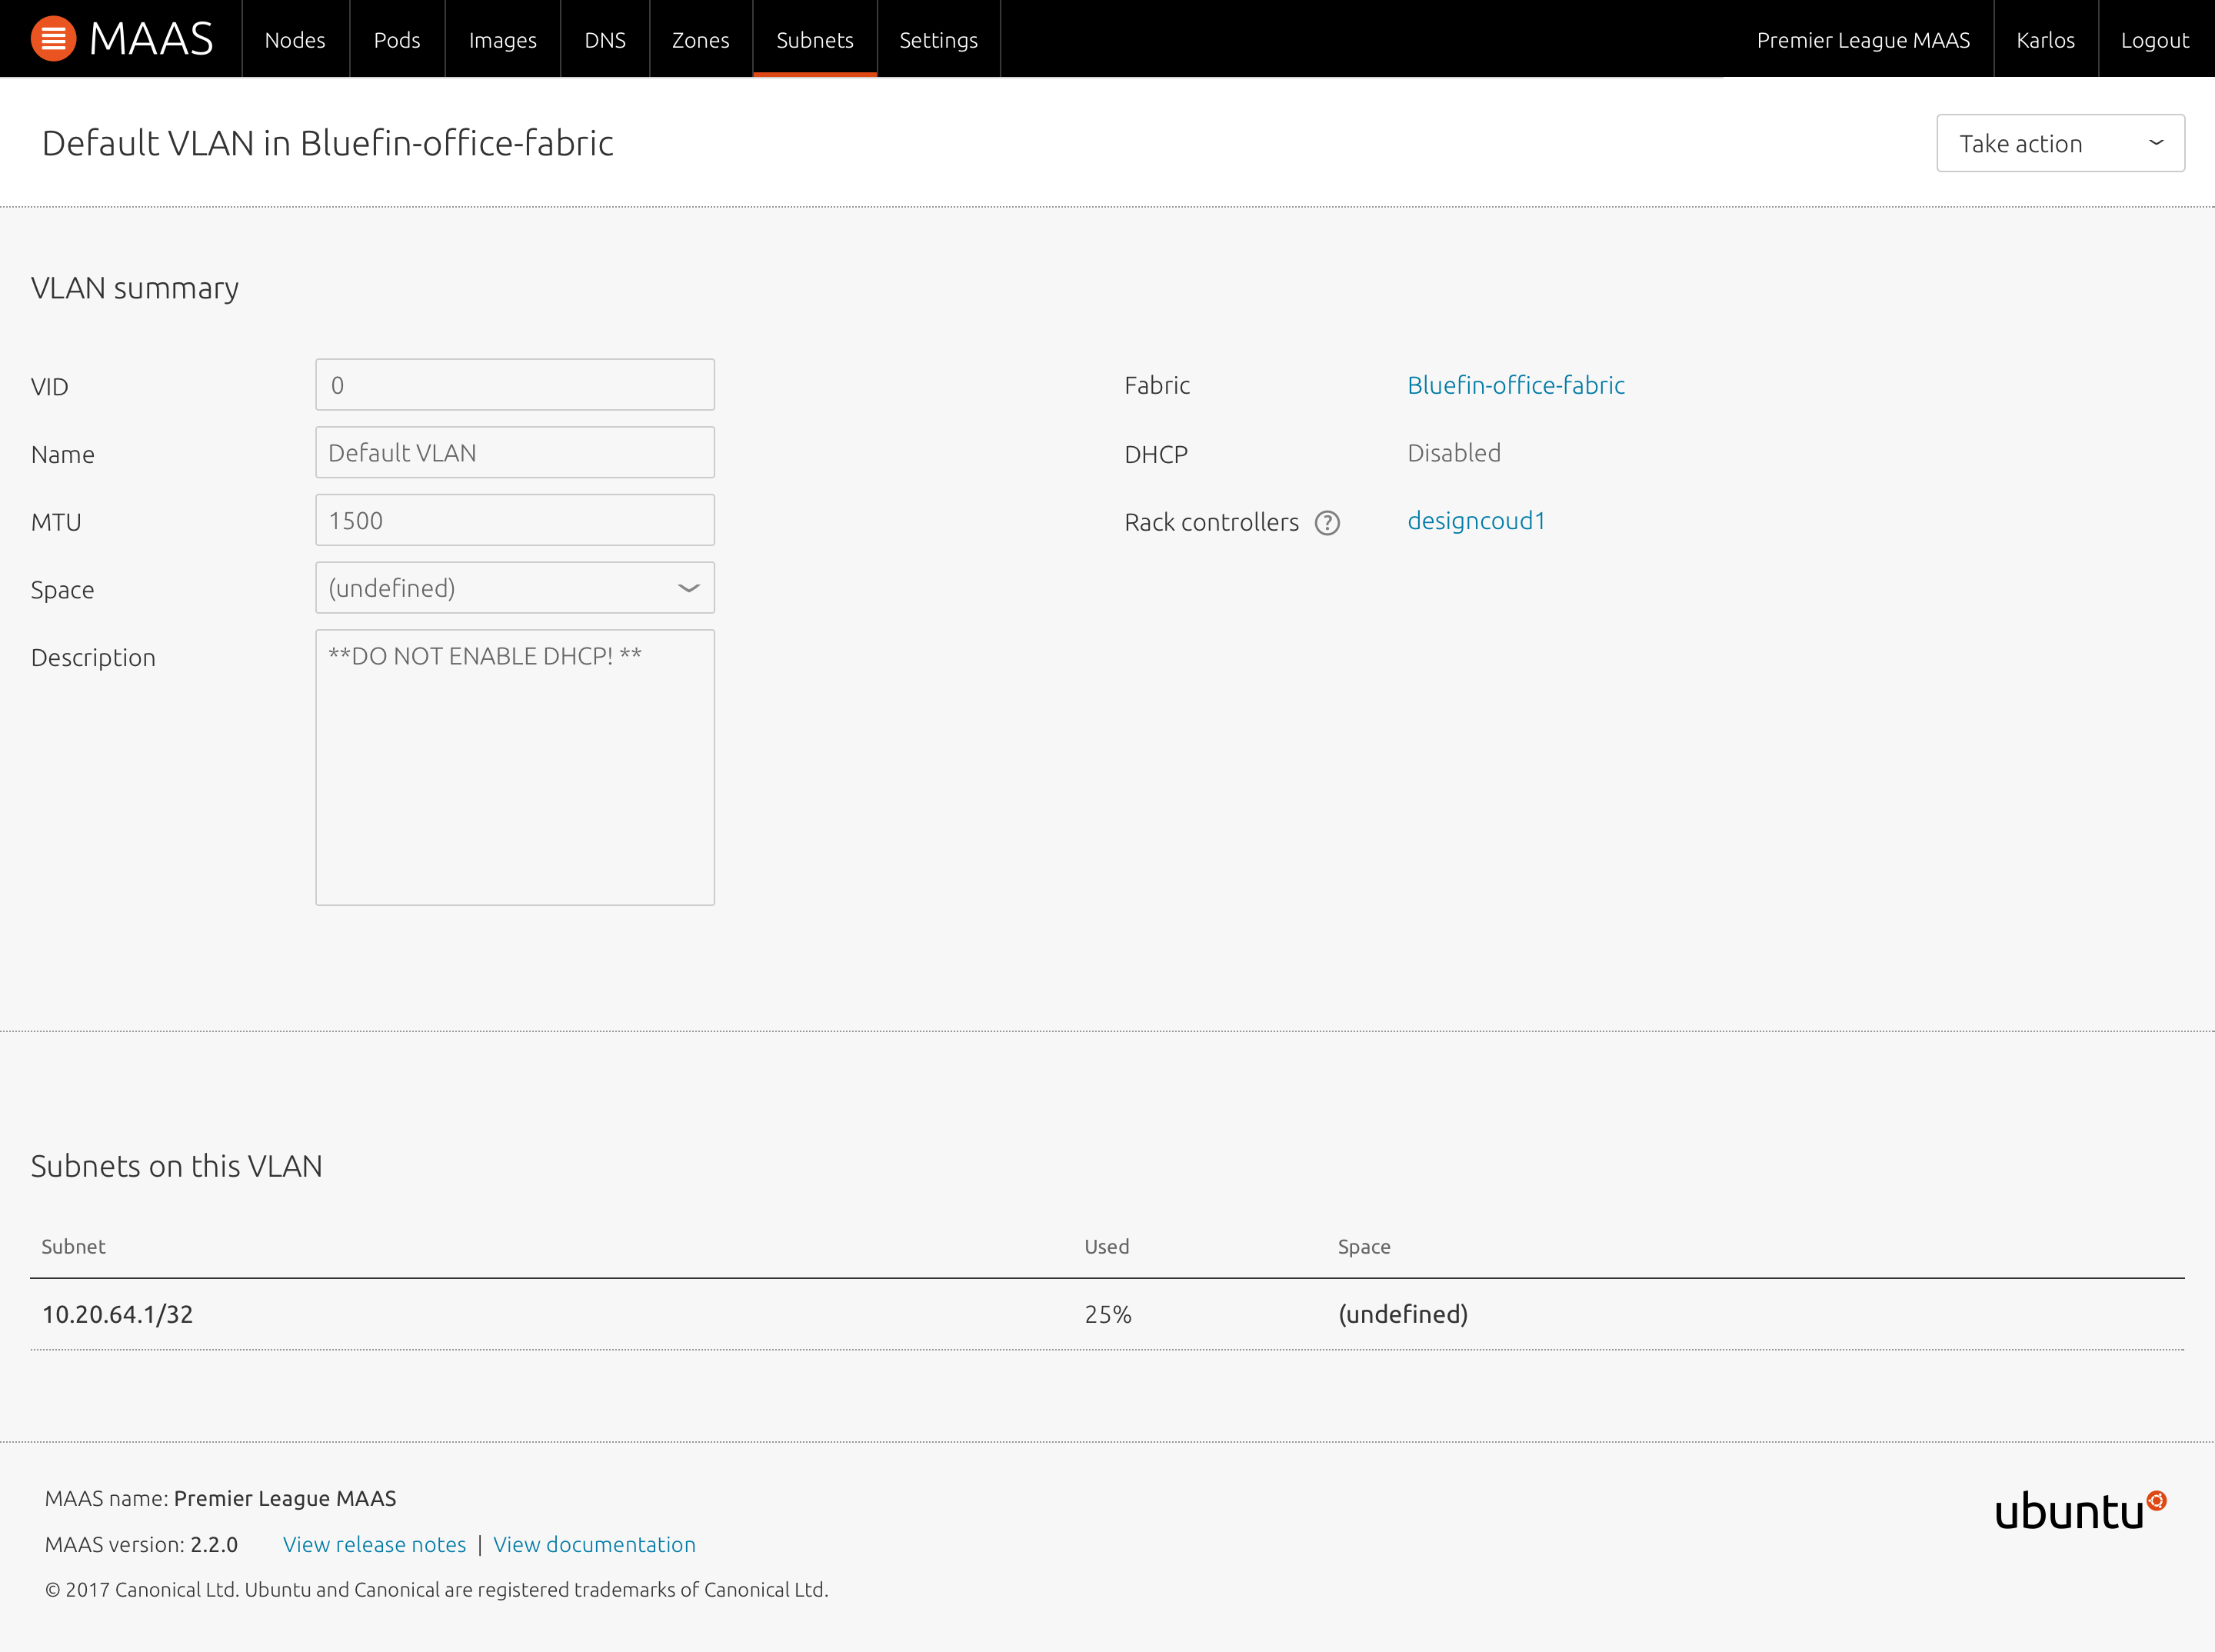 MAAS Nodes Pods Images DNS Zones Subnets Settings Premier League MAAS Karlos Logout
Default VLAN in Bluefin-office-fabric Take action
VLAN summary
VID 0 Fabric Bluefin-office-fabric
Name Default VLAN DHCP Disabled
MTU 1500 Rack controllers ? designcoud1
Space (undefined)
Description **DO NOT ENABLE DHCP! **
Subnets on this VLAN
Subnet Used Space
10.20.64.1/32 25% (undefined)
MAAS name: Premier League MAAS
MAAS version: 2.2.0 View release notes | View documentation
© 2017 Canonical Ltd. Ubuntu and Canonical are registered trademarks of Canonical Ltd.
ubuntu